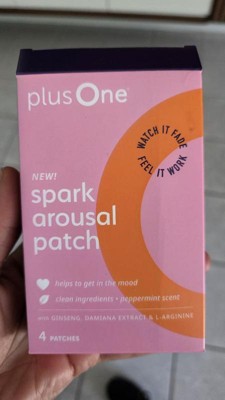 plusOne
WATCH IT FADE
FEEL IT WORK
NEW!
spark
arousal
patch
helps to get in the mood
clean ingredients • peppermint scent
with GINSENG, DAMIANA EXTRACT & L-ARGININE
4 PATCHES